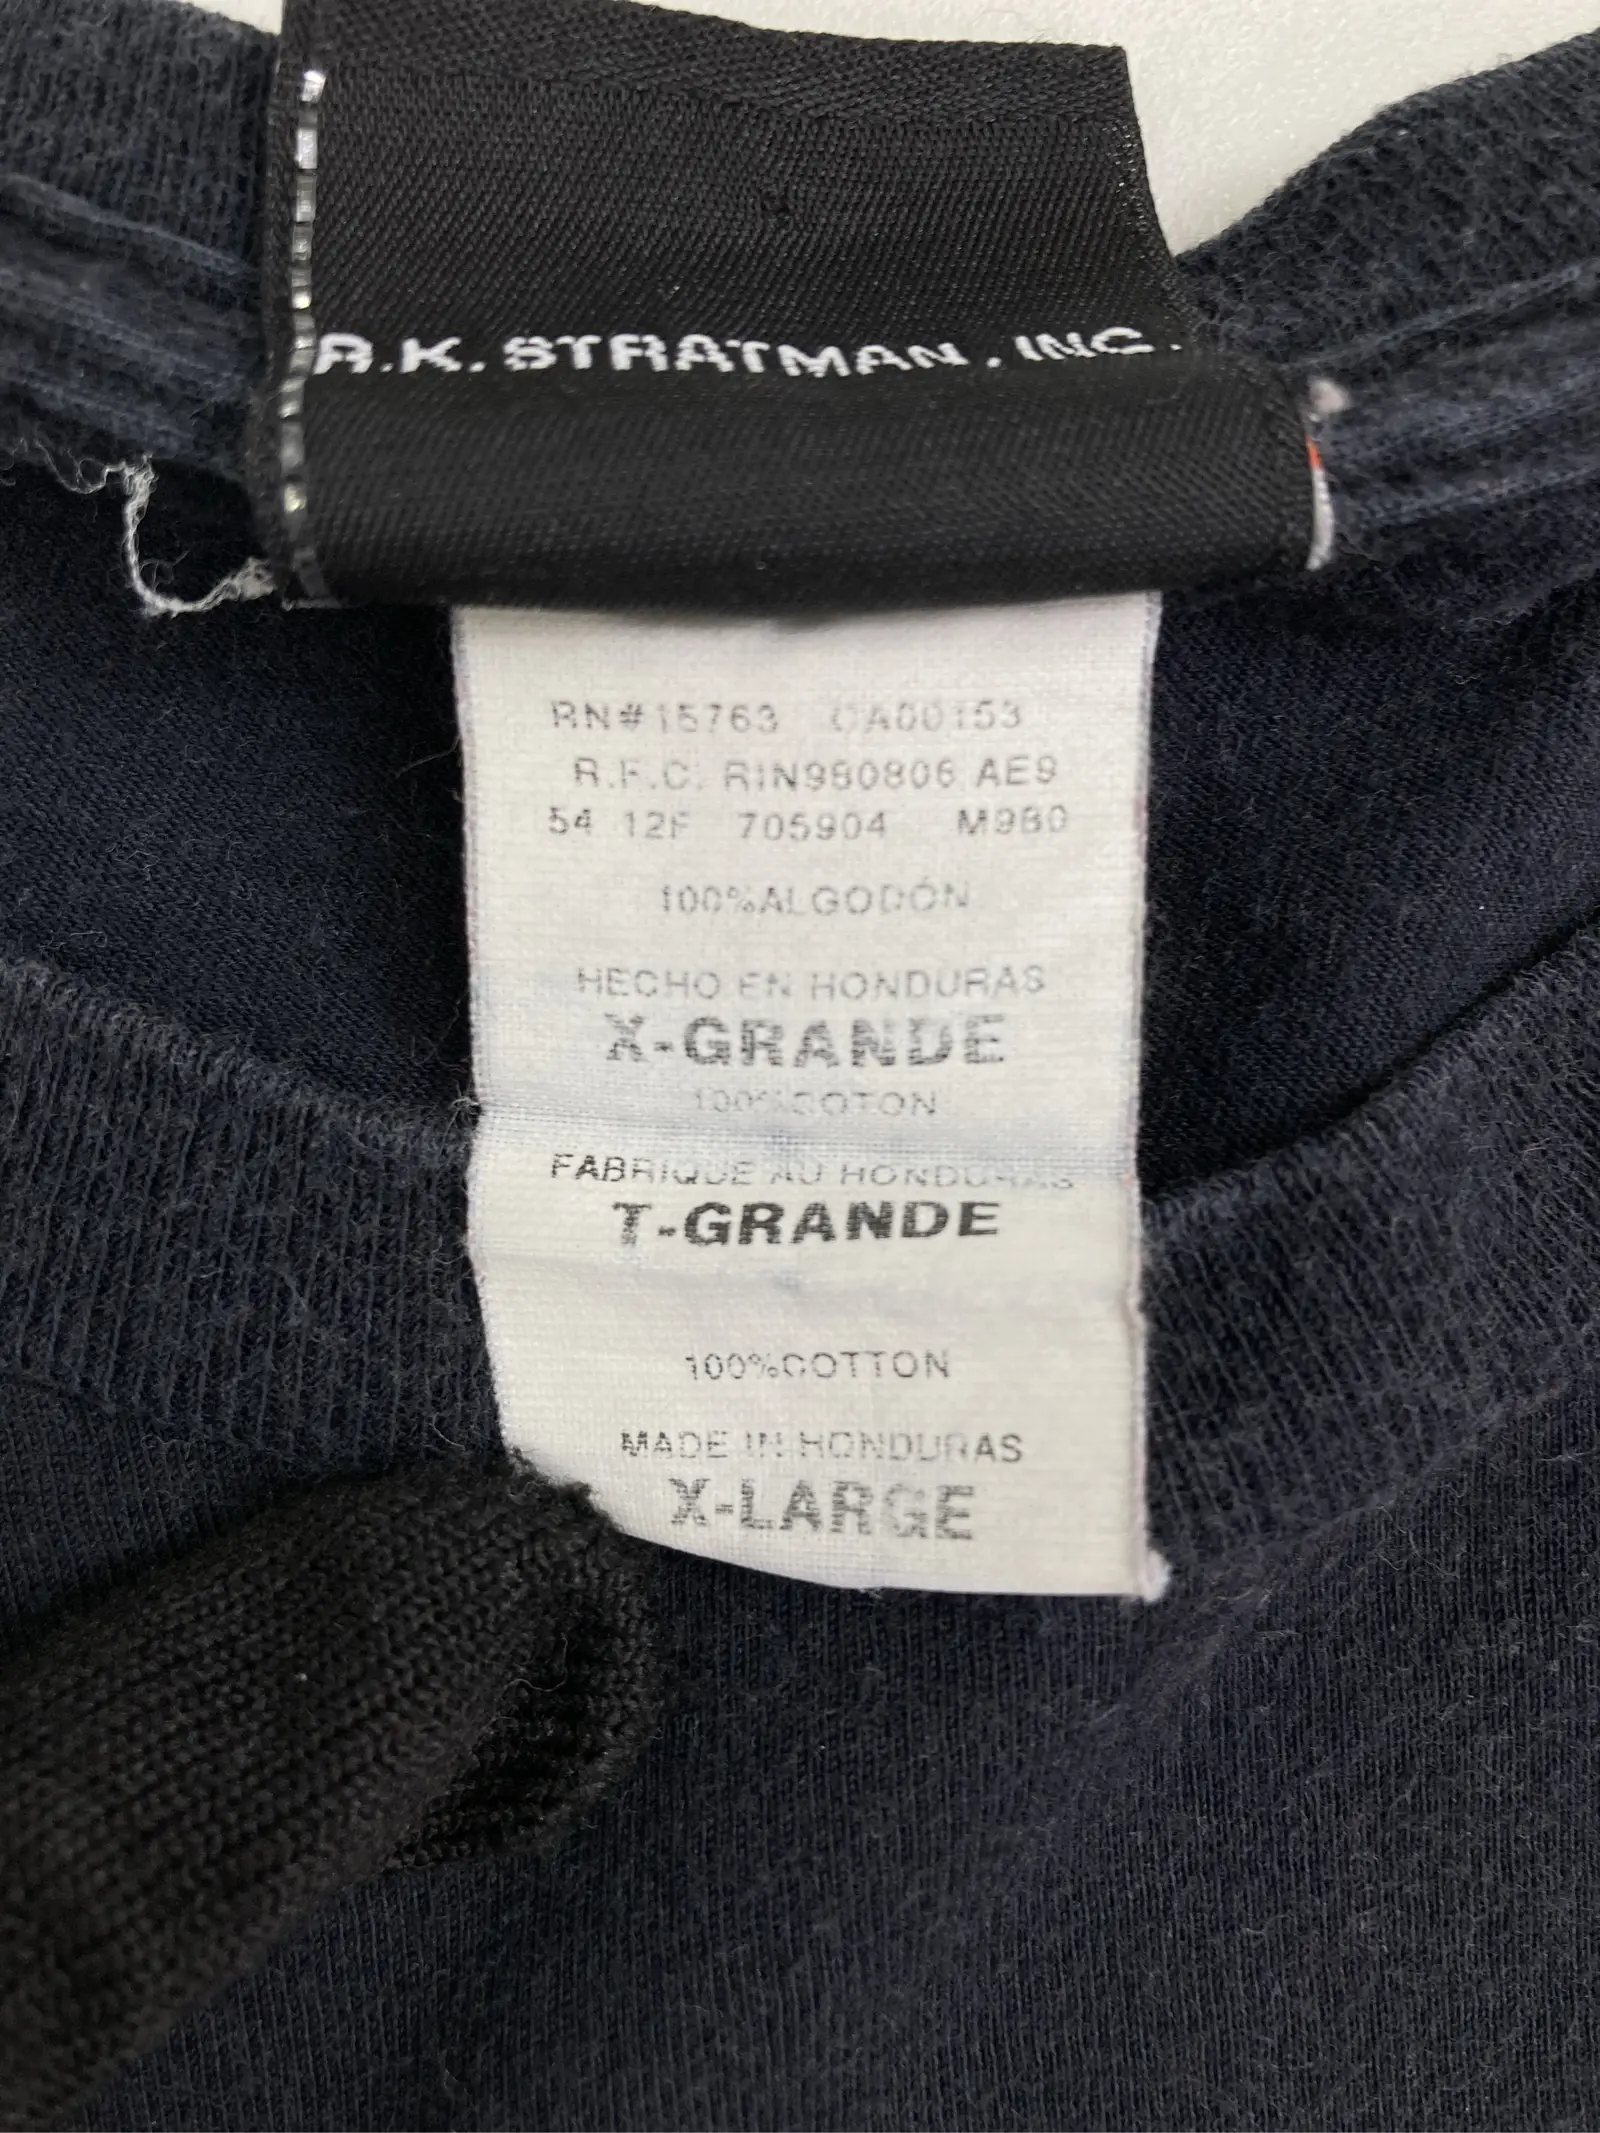 R.K. STRATMAN, INC.
RN#15763 CA00153
R.F.C. RIN980806 AE9
54 12F 705904 M980
100%ALGODÓN
HECHO EN HONDURAS
X-GRANDE
100%COTON
FABRIQUE AU HONDURAS
T-GRANDE
100%COTTON
MADE IN HONDURAS
X-LARGE